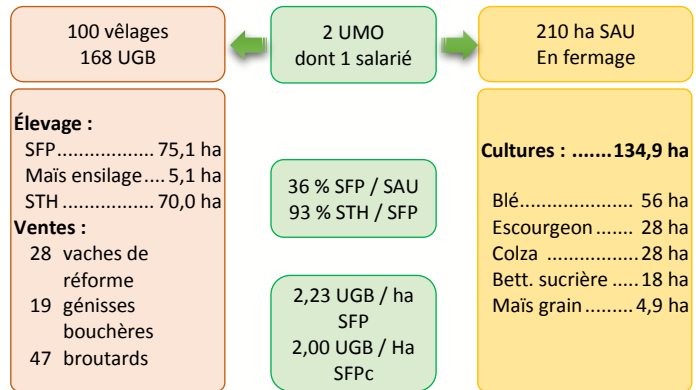 100 vêlages
168 UGB
2 UMO
dont 1 salarié
210 ha SAU
En fermage
Élevage :
SFP.................. 75,1 ha
Maïs ensilage.... 5,1 ha
STH .................. 70,0 ha
Ventes :
28 vaches de
réforme
19 génisses
bouchères
47 broutards
36 % SFP / SAU
93 % STH / SFP
2,23 UGB / ha
SFP
2,00 UGB / Ha
SFPc
Cultures : .......134,9 ha
Blé..................... 56 ha
Escourgeon ....... 28 ha
Colza ................. 28 ha
Bett. sucrière ..... 18 ha
Maïs grain .........4,9 ha